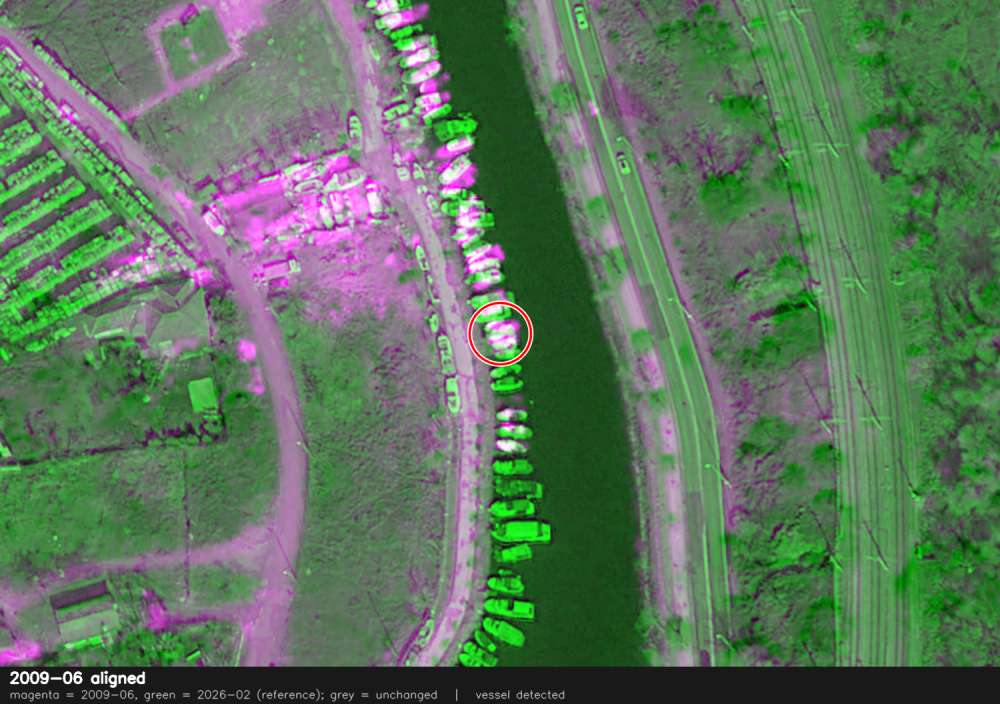 2009-06 aligned
magenta = 2009-06, green = 2026-02 (reference); grey = unchanged | vessel detected